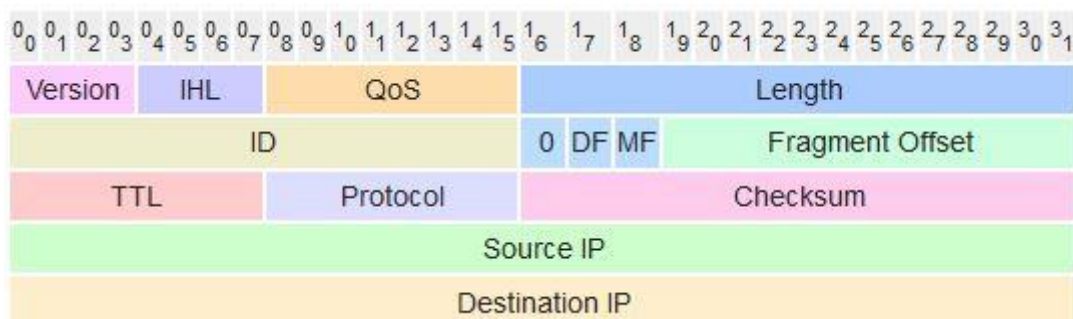 00 01 02 03 04 05 06 07 08 09 10 11 12 13 14 15 16 17 18 19 20 21 22 23 24 25 26 27 28 29 30 31
Version IHL QoS Length
ID 0 DF MF Fragment Offset
TTL Protocol Checksum
Source IP
Destination IP